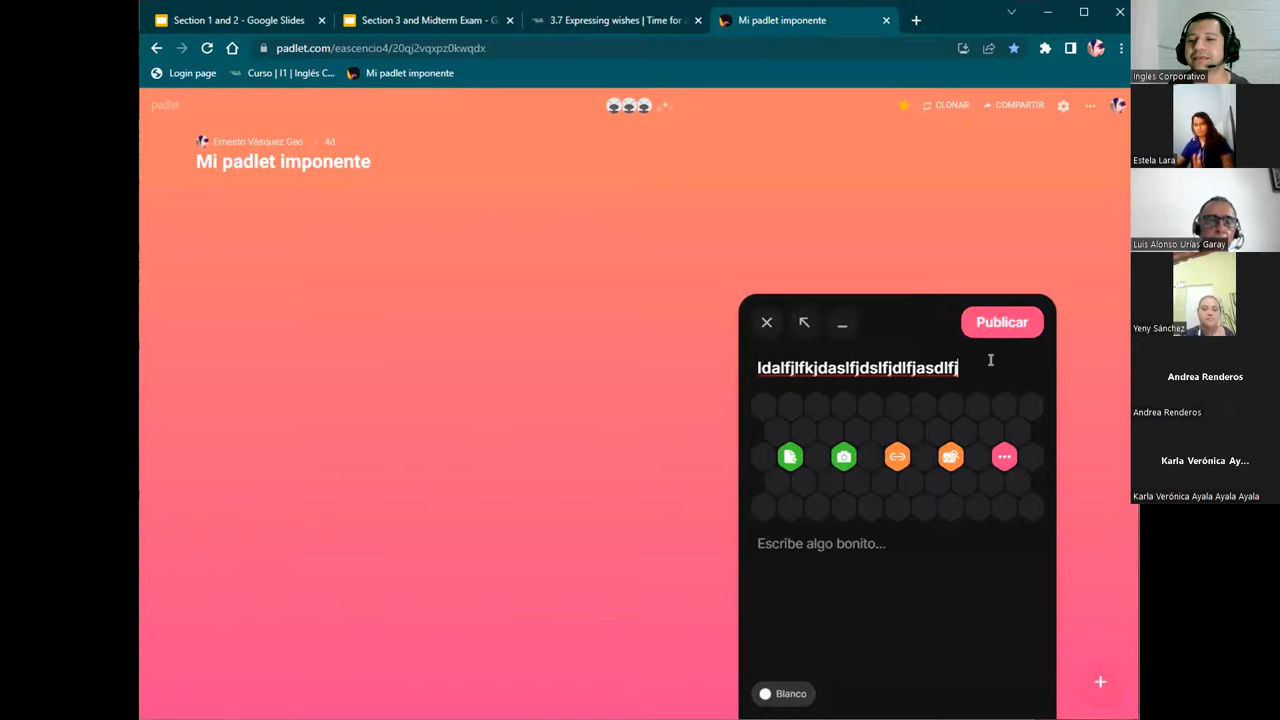 Section 1 and 2 - Google Slides
Section 3 and Midterm Exam - G
3.7 Expressing wishes | Time for
Mi padlet imponente
padlet.com/eascencio4/20qj2vqxpz0kwqdx
Login page
Curso | I1 | Inglés C...
Mi padlet imponente
padlet
CLONAR
COMPARTIR
Ernesto Vásquez Geo · 4d
Mi padlet imponente
Publicar
ldalfjlfkjdaslfjdslfjdlfjasdlfj
Escribe algo bonito...
Blanco
Ingles Corporativo
Estela Lara
Luis Alonso Urías Garay
Yeny Sánchez
Andrea Renderos
Andrea Renderos
Karla Verónica Ay...
Karla Verónica Ayala Ayala Ayala